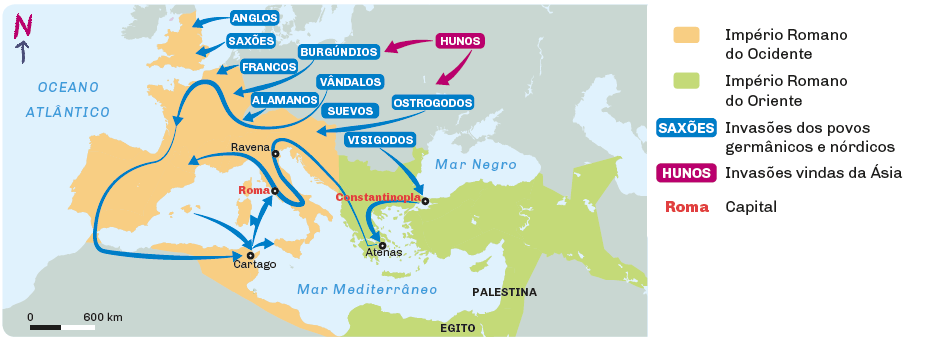 N
ANGLOS
SAXÕES
BURGÚNDIOS
HUNOS
FRANCOS
VÂNDALOS
OCEANO
ATLÂNTICO
ALAMANOS
SUEVOS
OSTROGODOS
VISIGODOS
Ravena
Mar Negro
Roma
Constantinopla
Atenas
Cartago
Mar Mediterrâneo
PALESTINA
EGITO
0 600 km
Império Romano
do Ocidente
Império Romano
do Oriente
SAXÕES Invasões dos povos
germânicos e nórdicos
HUNOS Invasões vindas da Ásia
Roma Capital